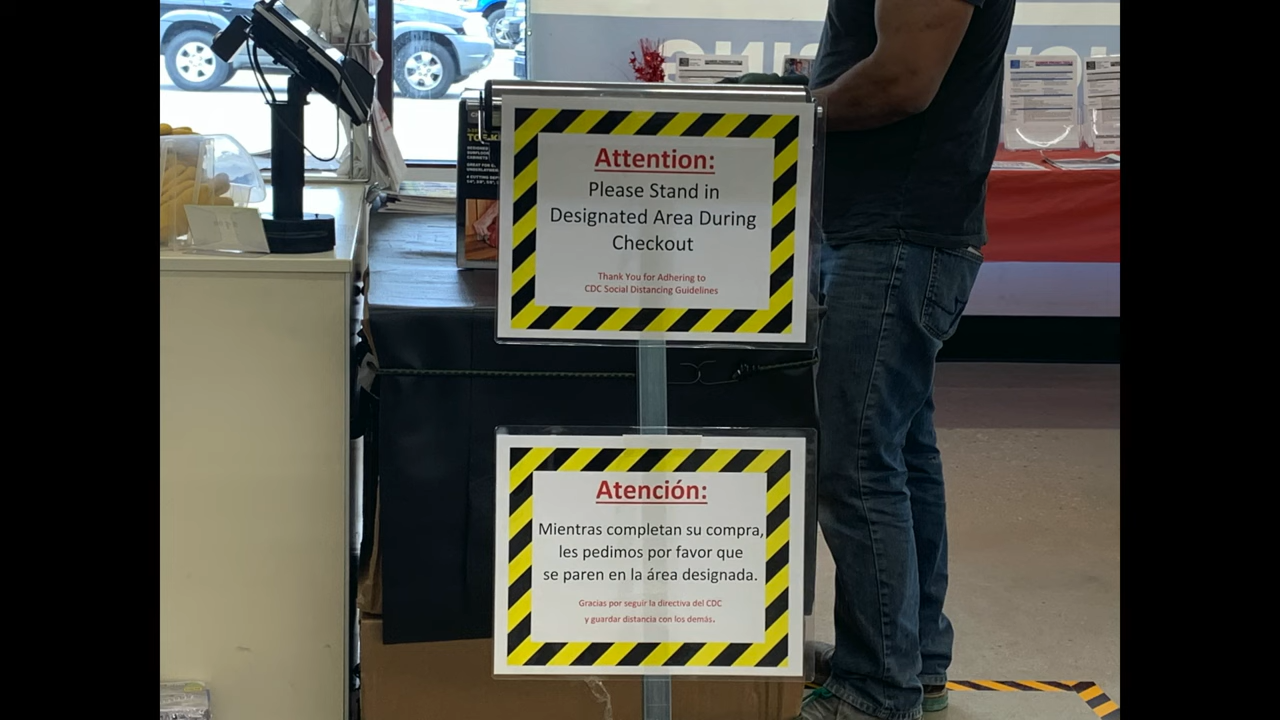 Attention:
Please Stand in
Designated Area During
Checkout
Thank You for Adhering to
CDC Social Distancing Guidelines
Atención:
Mientras completan su compra,
les pedimos por favor que
se paren en la área designada.
Gracias por seguir la directiva del CDC
y guardar distancia con los demás.